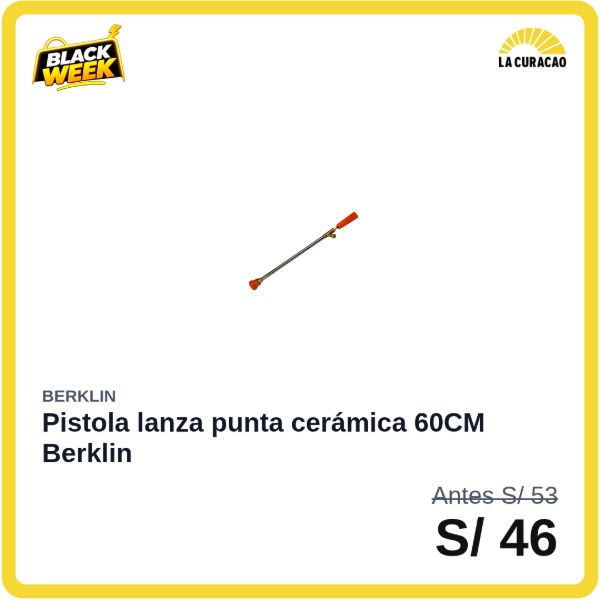 BLACK
WEEK
LA CURACAO
BERKLIN
Pistola lanza punta cerámica 60CM
Berklin
Antes S/ 53
S/ 46